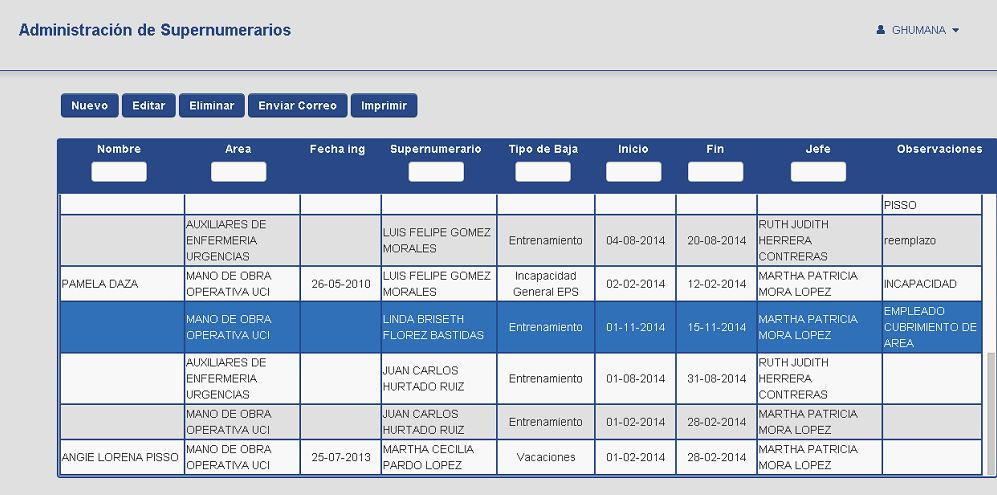 Administración de Supernumerarios
GHUMANA
Nuevo Editar Eliminar Enviar Correo Imprimir
Nombre Area Fecha ing Supernumerario Tipo de Baja Inicio Fin Jefe Observaciones
PISSO
AUXILIARES DE ENFERMERIA URGENCIAS LUIS FELIPE GOMEZ MORALES Entrenamiento 04-08-2014 20-08-2014 RUTH JUDITH HERRERA CONTRERAS reemplazo
PAMELA DAZA MANO DE OBRA OPERATIVA UCI 26-05-2010 LUIS FELIPE GOMEZ MORALES Incapacidad General EPS 02-02-2014 12-02-2014 MARTHA PATRICIA MORA LOPEZ INCAPACIDAD
MANO DE OBRA OPERATIVA UCI LINDA BRISETH FLOREZ BASTIDAS Entrenamiento 01-11-2014 15-11-2014 MARTHA PATRICIA MORA LOPEZ EMPLEADO CUBRIMIENTO DE AREA
AUXILIARES DE ENFERMERIA URGENCIAS JUAN CARLOS HURTADO RUIZ Entrenamiento 01-08-2014 31-08-2014 RUTH JUDITH HERRERA CONTRERAS
MANO DE OBRA OPERATIVA UCI JUAN CARLOS HURTADO RUIZ Entrenamiento 01-02-2014 28-02-2014 MARTHA PATRICIA MORA LOPEZ
ANGIE LORENA PISSO MANO DE OBRA OPERATIVA UCI 25-07-2013 MARTHA CECILIA PARDO LOPEZ Vacaciones 01-02-2014 28-02-2014 MARTHA PATRICIA MORA LOPEZ